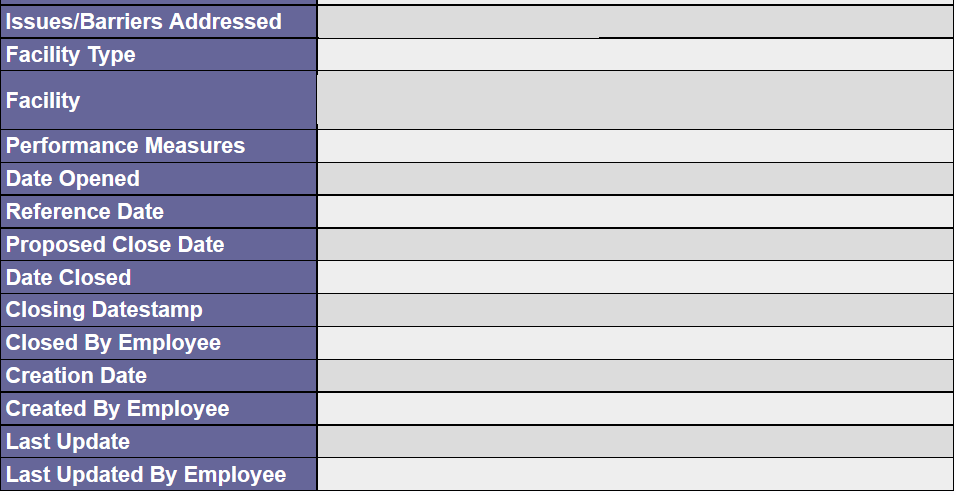 Issues/Barriers Addressed
Facility Type
Facility
Performance Measures
Date Opened
Reference Date
Proposed Close Date
Date Closed
Closing Datestamp
Closed By Employee
Creation Date
Created By Employee
Last Update
Last Updated By Employee